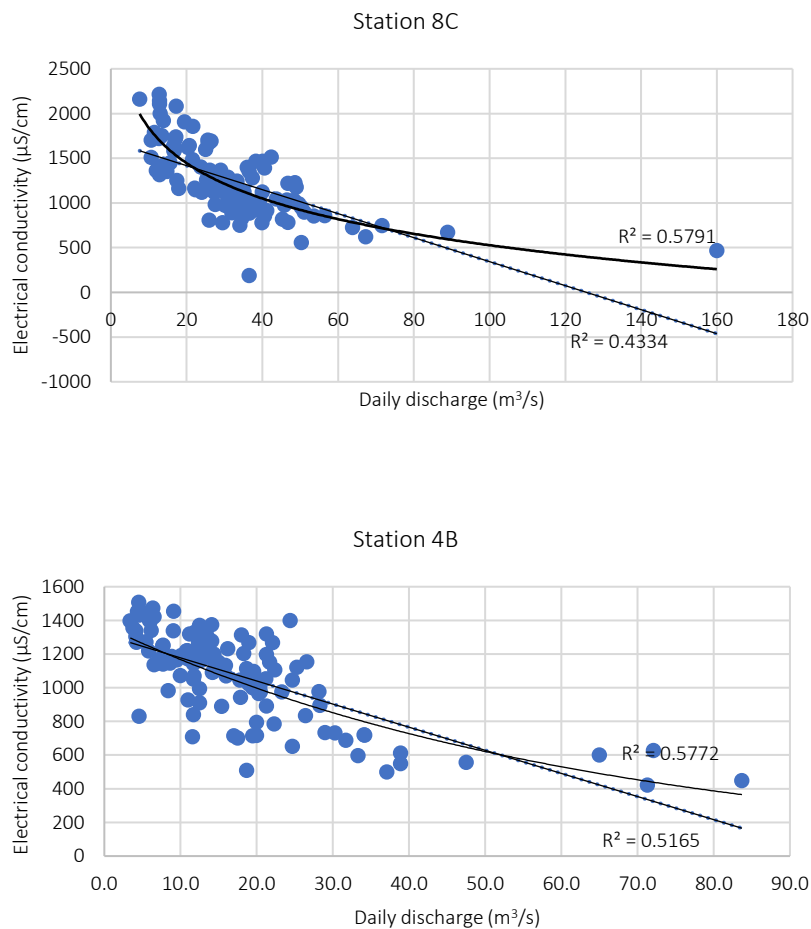 Station 8C
Electrical conductivity (µS/cm)
2500
2000
1500
1000
500
0
-500
-1000
0 20 40 60 80 100 120 140 160 180
R² = 0.5791
R² = 0.4334
Daily discharge (m³/s)
Station 4B
Electrical conductivity (µS/cm)
1600
1400
1200
1000
800
600
400
200
0
R² = 0.5772
R² = 0.5165
0.0 10.0 20.0 30.0 40.0 50.0 60.0 70.0 80.0 90.0
Daily discharge (m³/s)